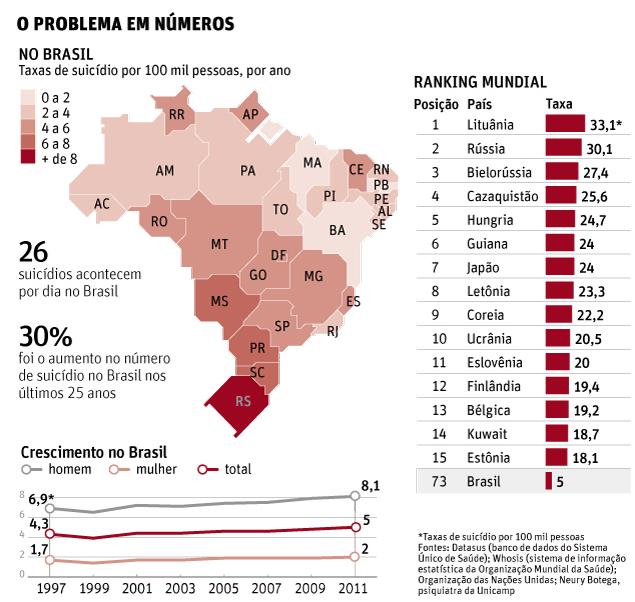 O PROBLEMA EM NÚMEROS
NO BRASIL
Taxas de suicídio por 100 mil pessoas, por ano
0 a 2
2 a 4
4 a 6
6 a 8
+ de 8
RR
AP
AM
PA
MA
CE
RN
PB
PE
AL
SE
PI
AC
TO
RO
BA
MT
DF
GO
MG
MS
ES
SP
RJ
PR
SC
RS
26
suicídios acontecem
por dia no Brasil
30%
foi o aumento no número
de suicídio no Brasil nos
últimos 25 anos
Crescimento no Brasil
homem mulher total
8
6
4
2
0
6,9*
8,1
4,3
5
1,7
2
1997 1999 2001 2003 2005 2007 2009 2011
RANKING MUNDIAL
Posição País Taxa
1 Lituânia 33,1*
2 Rússia 30,1
3 Bielorússia 27,4
4 Cazaquistão 25,6
5 Hungria 24,7
6 Guiana 24
7 Japão 24
8 Letônia 23,3
9 Coreia 22,2
10 Ucrânia 20,5
11 Eslovênia 20
12 Finlândia 19,4
13 Bélgica 19,2
14 Kuwait 18,7
15 Estônia 18,1
73 Brasil 5
*Taxas de suicídio por 100 mil pessoas
Fontes: Datasus (banco de dados do Sistema
Único de Saúde); Whosis (sistema de informação
estatística da Organização Mundial da Saúde);
Organização das Nações Unidas; Neury Botega,
psiquiatra da Unicamp